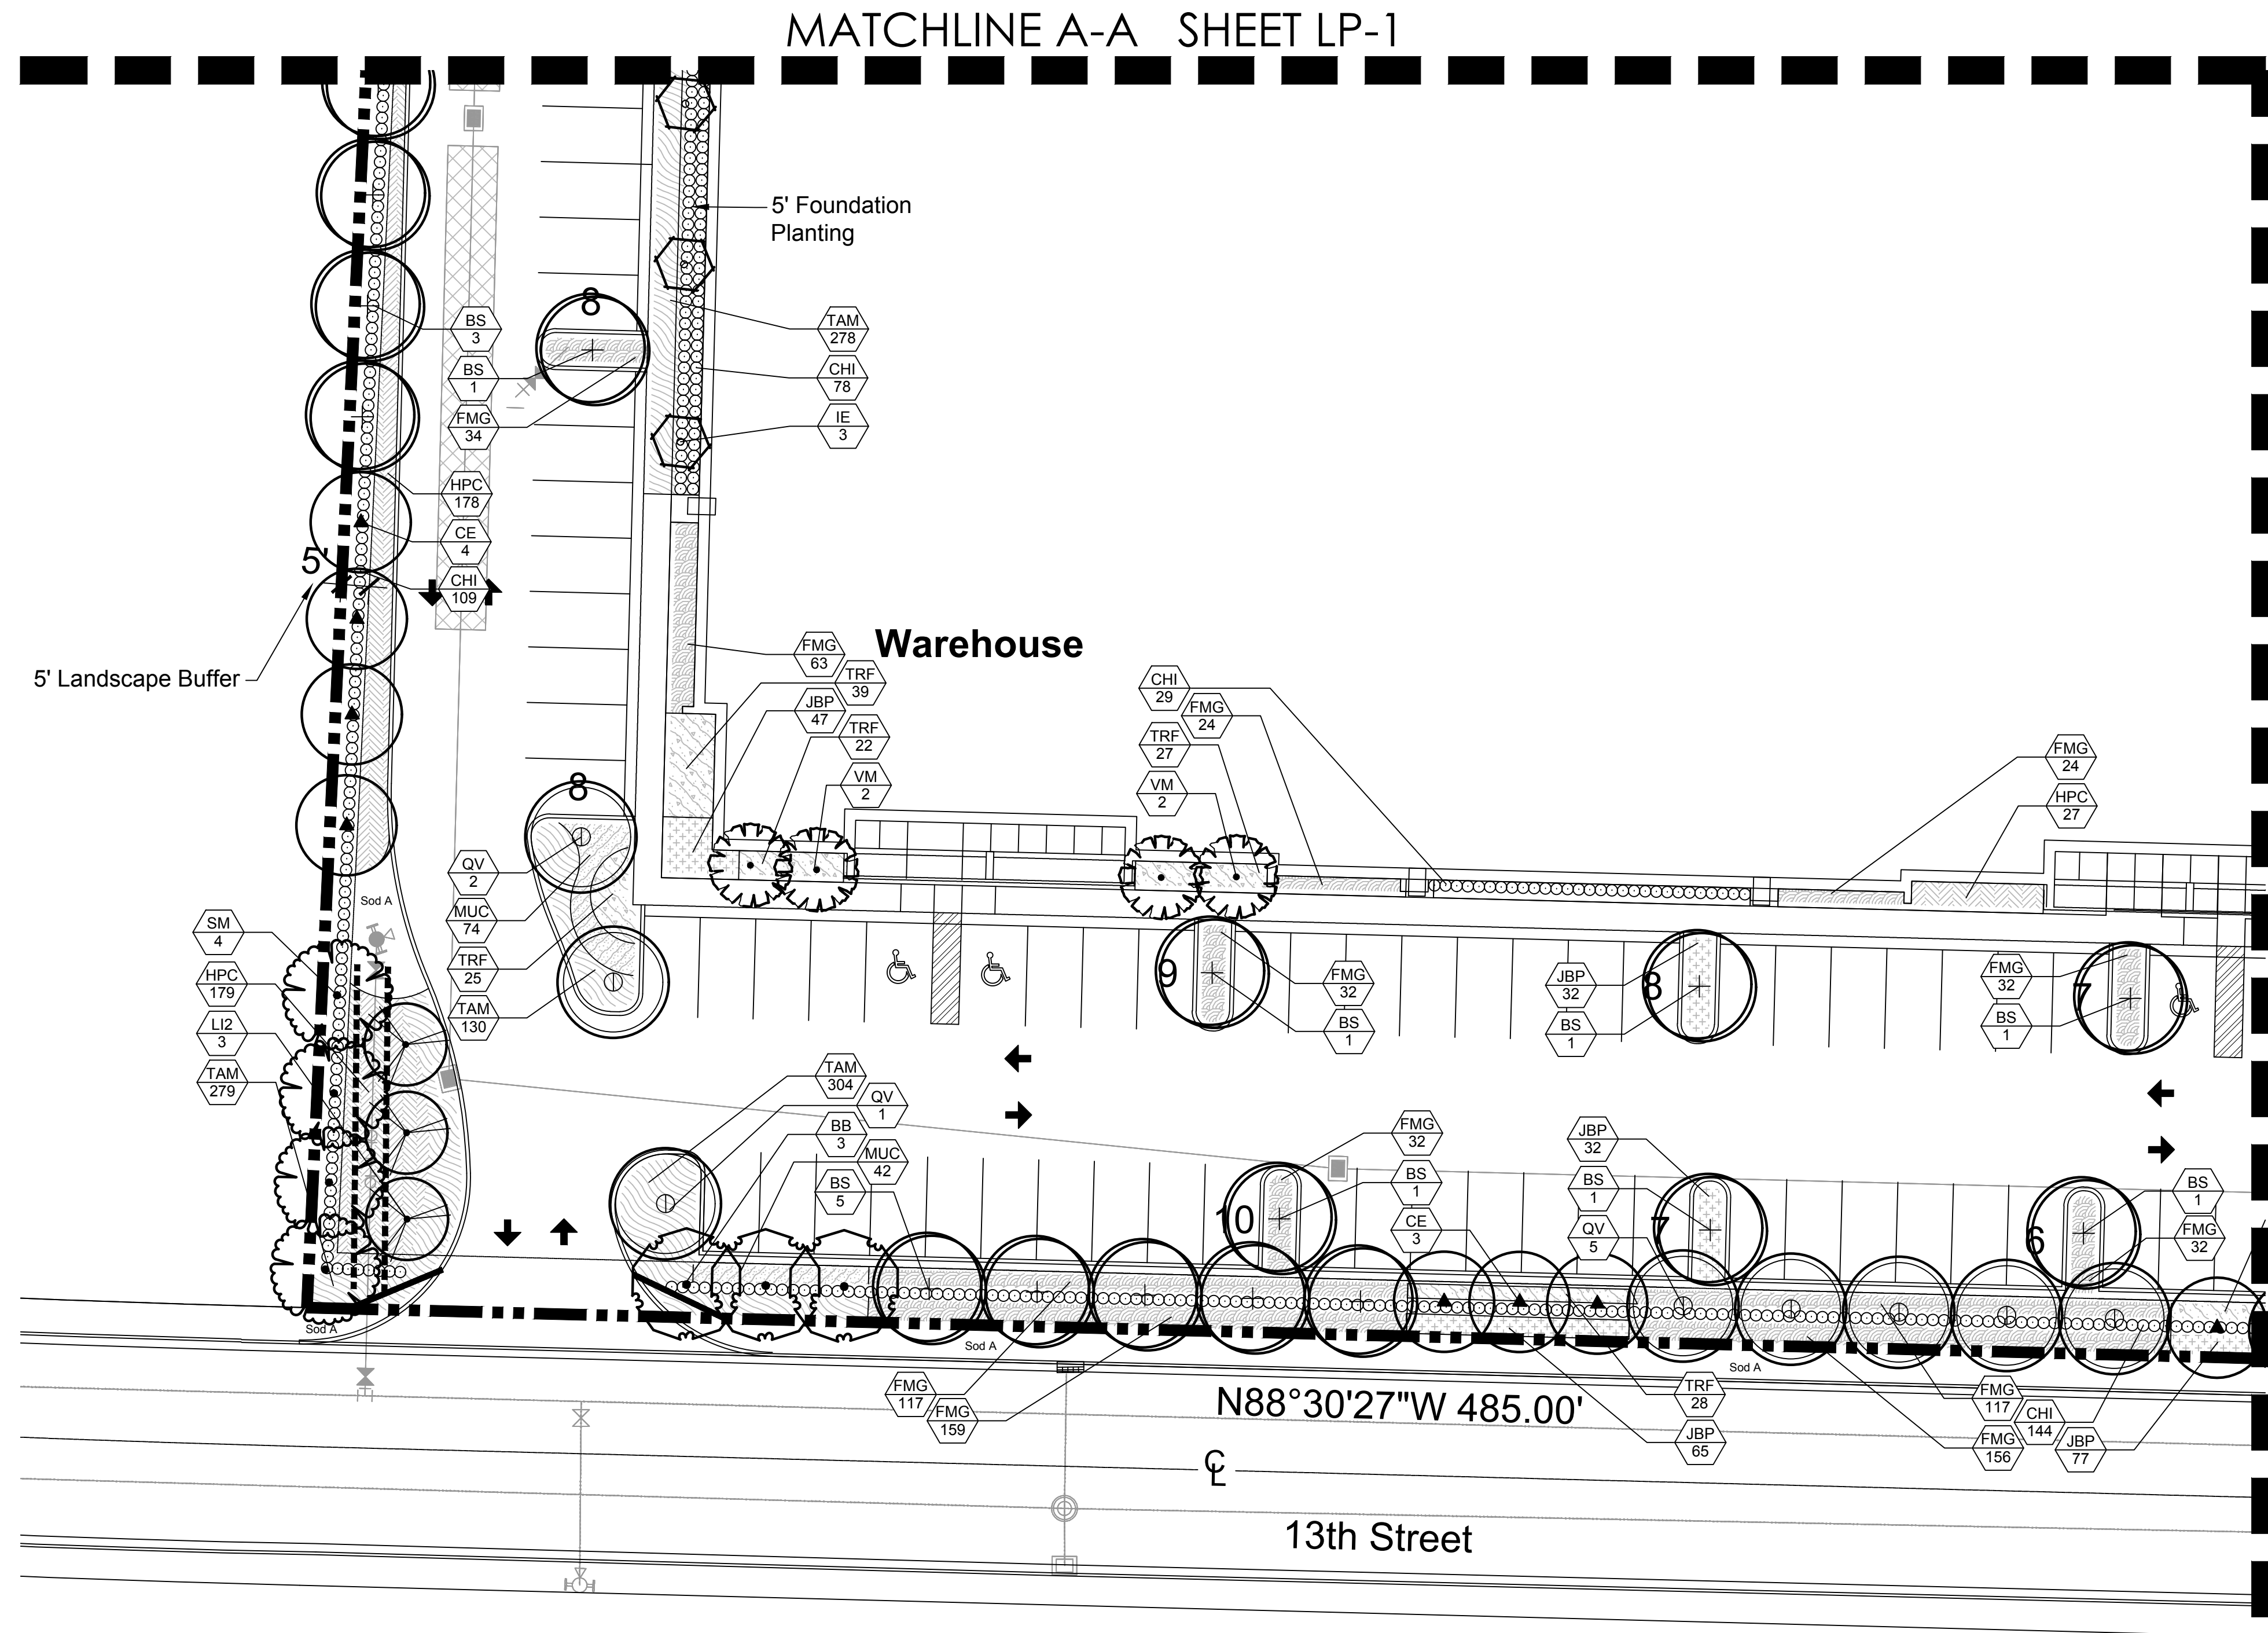 MATCHLINE A-A SHEET LP-1
5' Foundation
Planting
8
BS
3
BS
1
FMG
34
TAM
278
CHI
78
IE
3
HPC
178
CE
4
CHI
109
5'
5' Landscape Buffer
Warehouse
FMG
63
TRF
39
JBP
47
TRF
22
VM
2
CHI
29
FMG
24
TRF
27
VM
2
FMG
24
HPC
27
8
QV
2
MUC
74
TRF
25
TAM
130
Sod A
SM
4
HPC
179
LI2
3
TAM
279
9
FMG
32
BS
1
JBP
32
BS
1
8
FMG
32
BS
1
7
TAM
304
QV
1
BB
3
MUC
42
BS
5
10
FMG
32
BS
1
CE
3
JBP
32
BS
1
QV
5
7
6
BS
1
FMG
32
Sod A
Sod A
Sod A
FMG
117
FMG
159
N88°30'27"W 485.00'
TRF
28
JBP
65
FMG
117
CHI
144
FMG
156
JBP
77
CL
13th Street